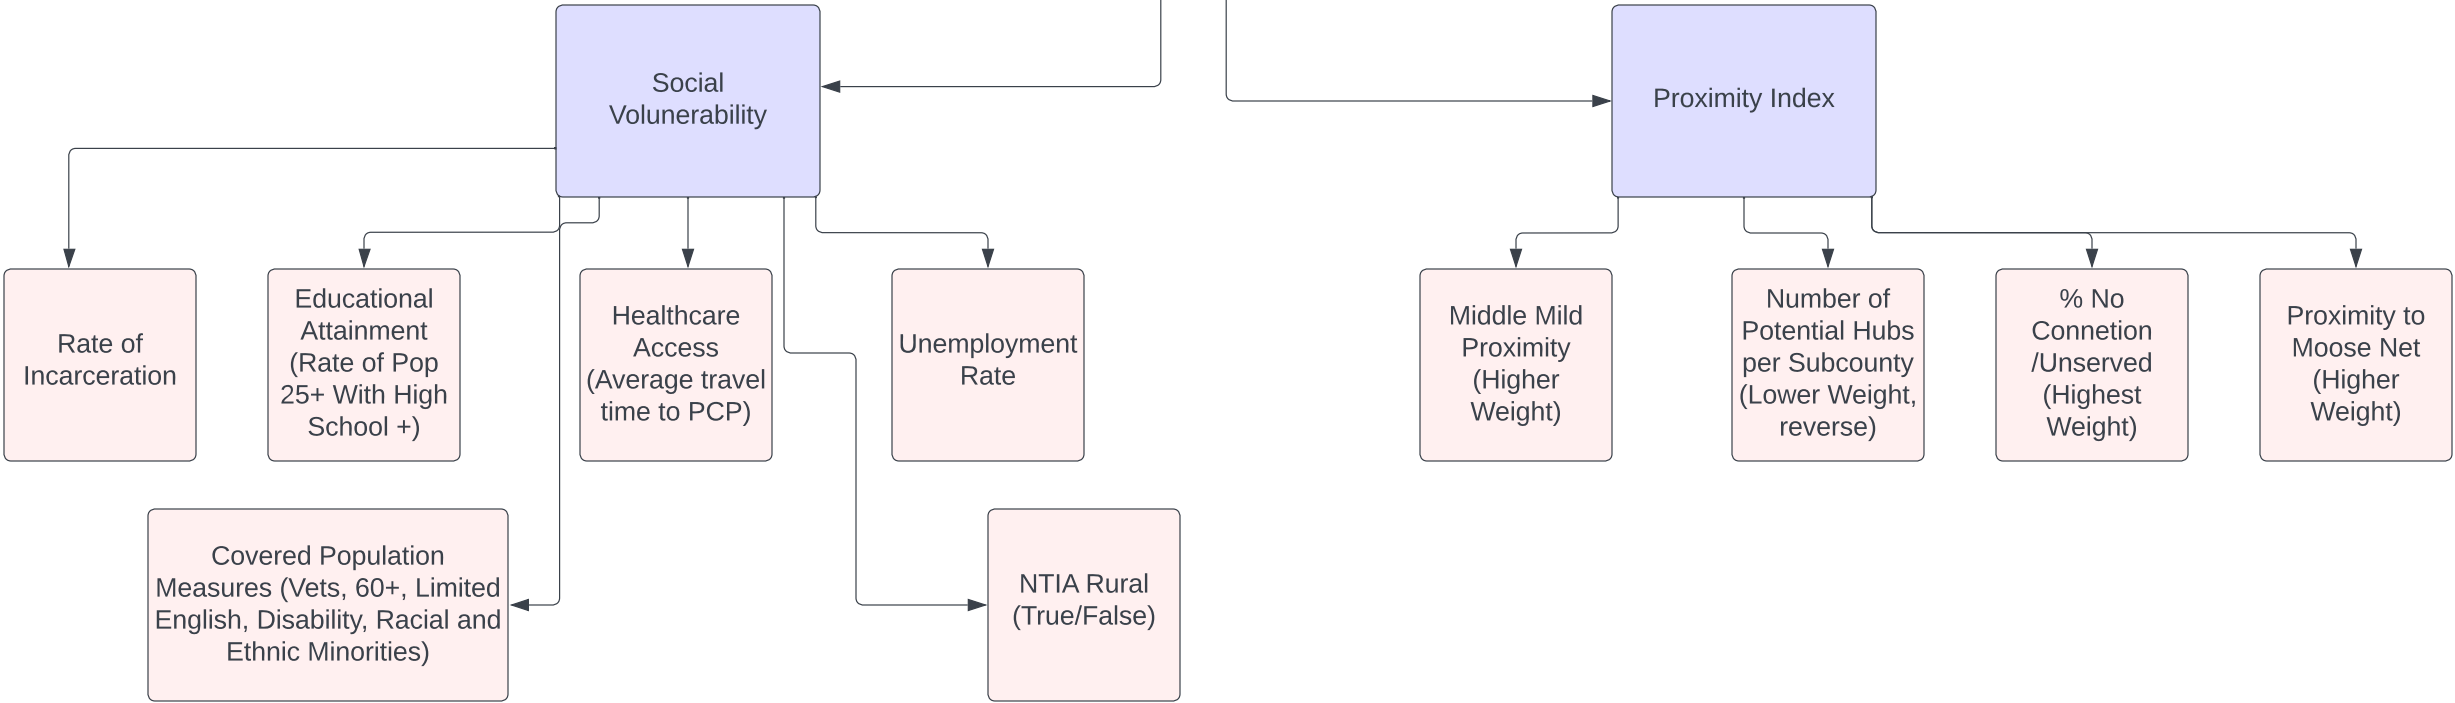 Social
Volunerability
Proximity Index
Rate of
Incarceration
Educational
Attainment
(Rate of Pop
25+ With High
School +)
Healthcare
Access
(Average travel
time to PCP)
Unemployment
Rate
Middle Mild
Proximity
(Higher
Weight)
Number of
Potential Hubs
per Subcounty
(Lower Weight,
reverse)
% No
Connetion
/Unserved
(Highest
Weight)
Proximity to
Moose Net
(Higher
Weight)
Covered Population
Measures (Vets, 60+, Limited
English, Disability, Racial and
Ethnic Minorities)
NTIA Rural
(True/False)